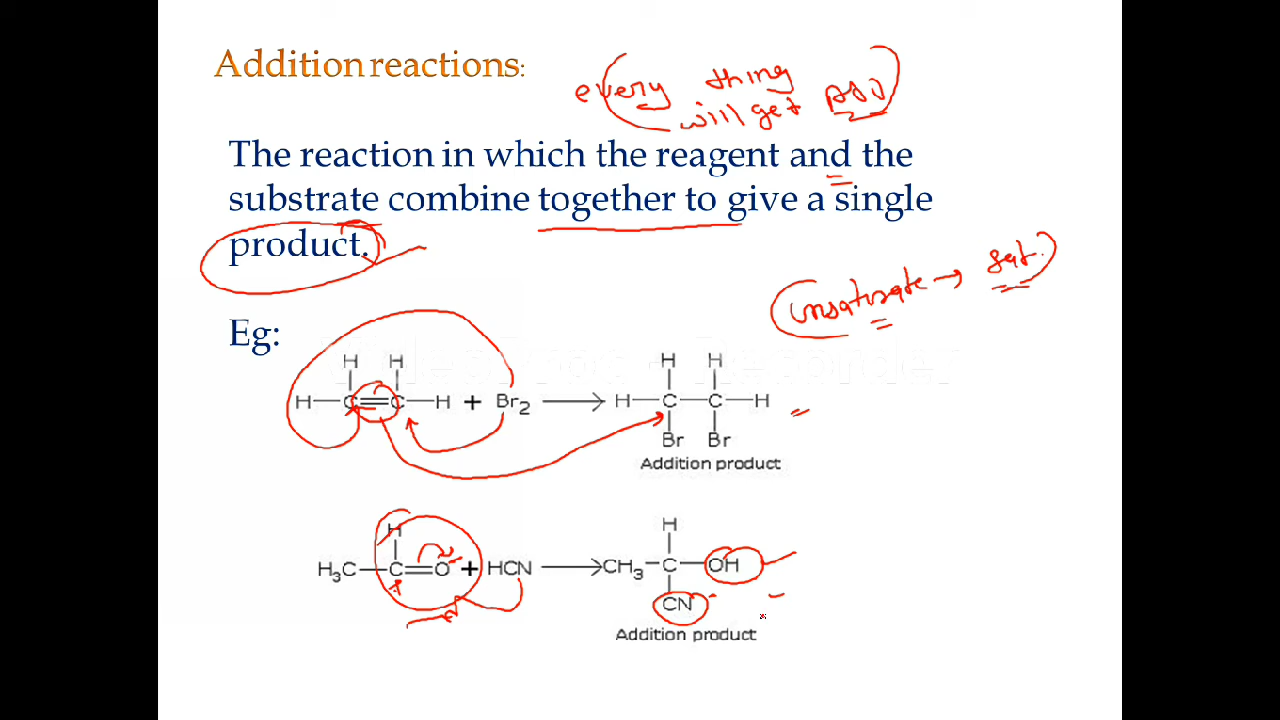 Addition reactions:
every thing
will get ADD
The reaction in which the reagent and the
substrate combine together to give a single
product.
unsaturate → sat.
Eg:
H H H H
H—C=C—H + Br2 → H—C—C—H
Br Br
Addition product
H H
H3C—C=O + HCN → CH3—C—OH
CN
Addition product